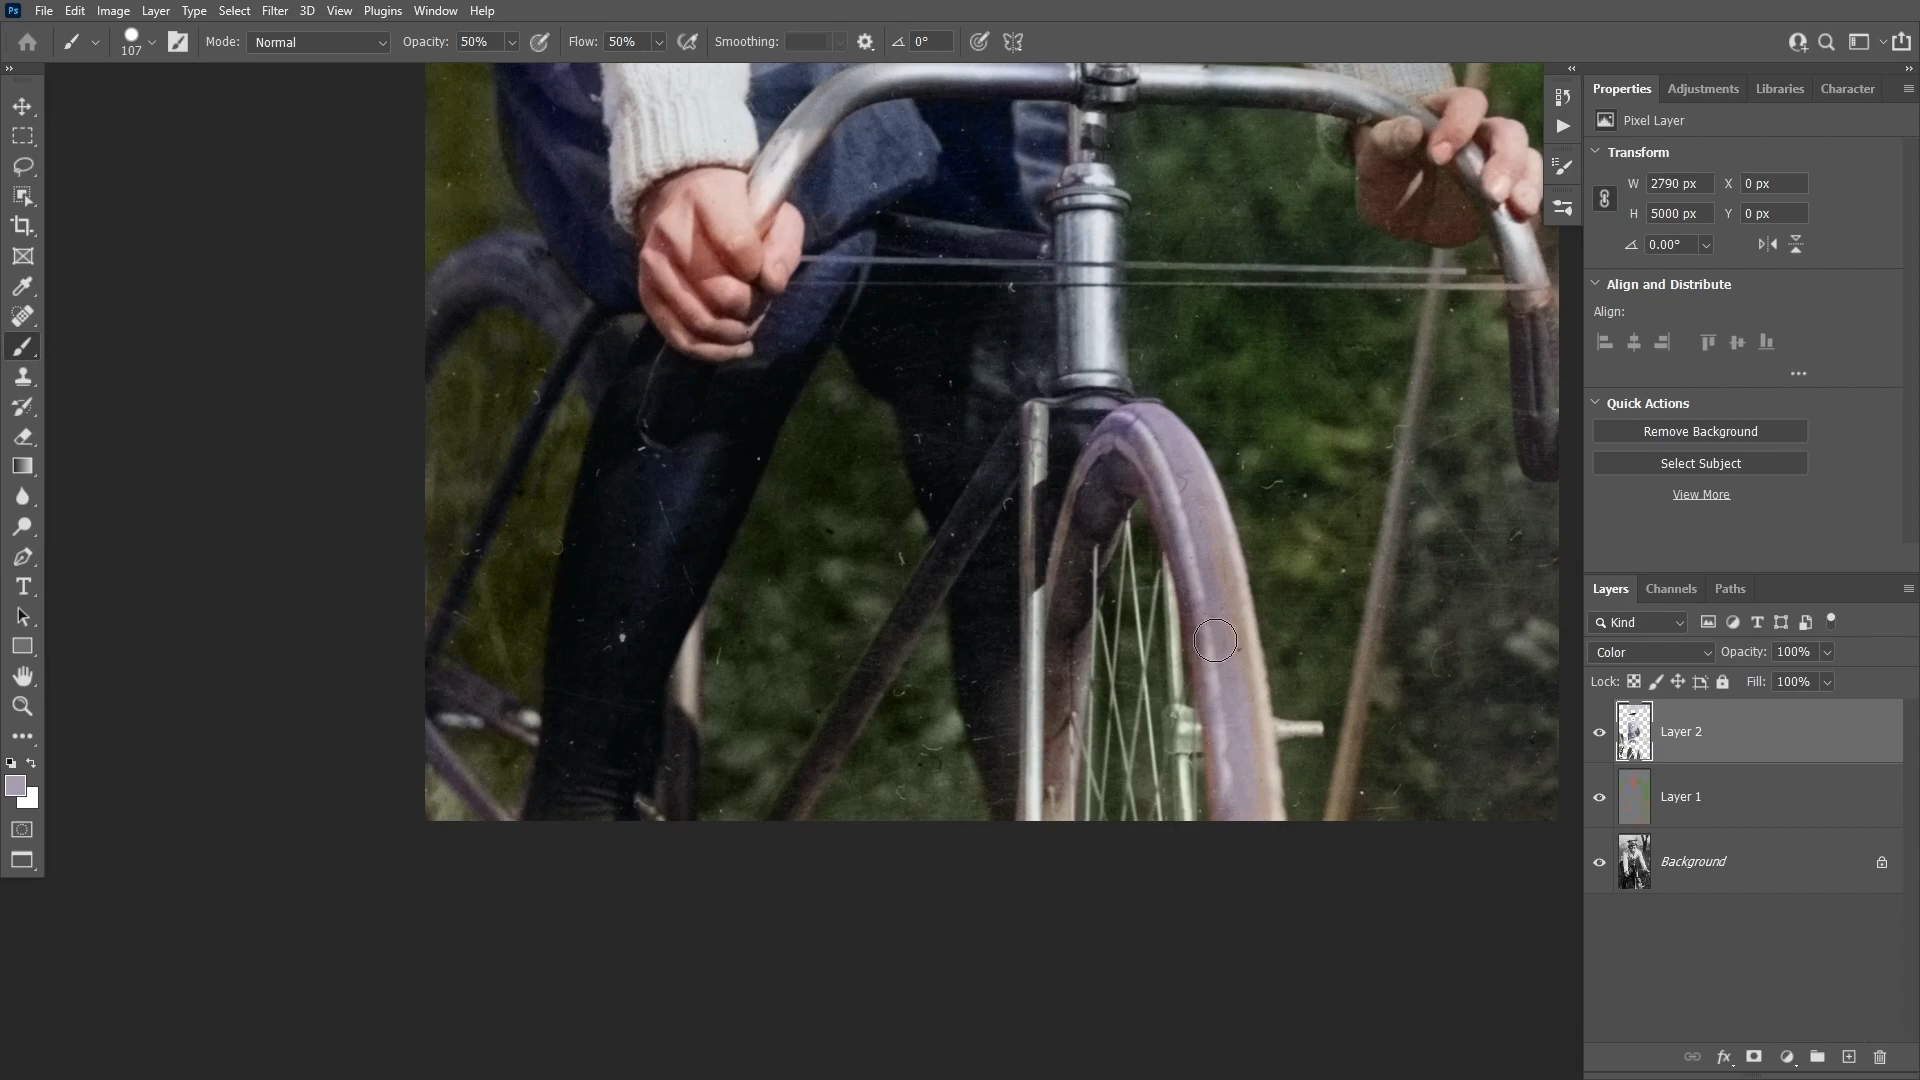 Ps File Edit Image Layer Type Select Filter 3D View Plugins Window Help
107 Mode: Normal Opacity: 50% Flow: 50% Smoothing: 0°
Properties Adjustments Libraries Character
Pixel Layer
Transform
W 2790 px X 0 px
H 5000 px Y 0 px
0.00°
Align and Distribute
Align:
Quick Actions
Remove Background
Select Subject
View More
Layers Channels Paths
Kind
Color Opacity: 100%
Lock: Fill: 100%
Layer 2
Layer 1
Background
fx